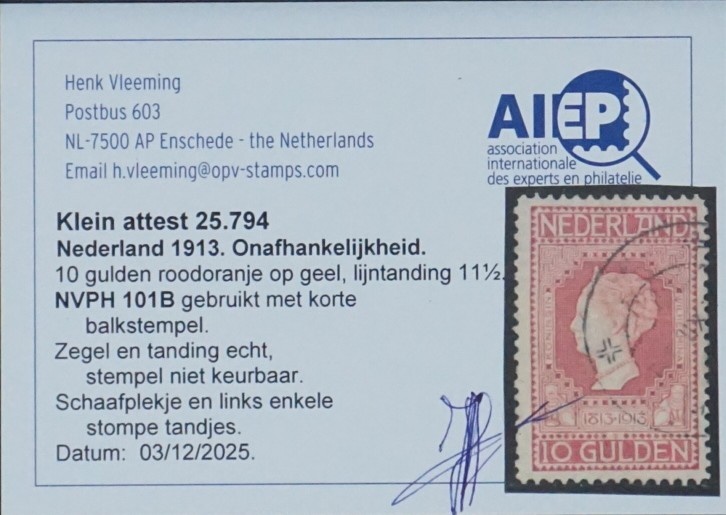 Henk Vleeming
Postbus 603
NL-7500 AP Enschede - the Netherlands
Email h.vleeming@opv-stamps.com
AIEP
association
internationale
des experts en philatelie
Klein attest 25.794
Nederland 1913. Onafhankelijkheid.
10 gulden roodoranje op geel, lijntanding 11½.
NVPH 101B gebruikt met korte
balkstempel.
Zegel en tanding echt,
stempel niet keurbaar.
Schaafplekje en links enkele
stompe tandjes.
Datum: 03/12/2025.
NEDERLAND
1813-1913
10 GULDEN